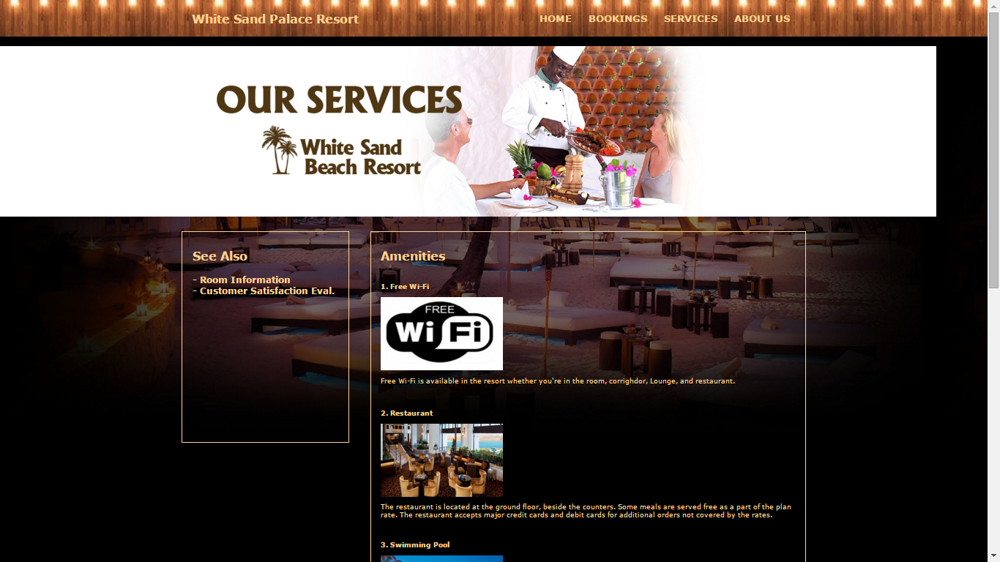 White Sand Palace Resort
HOME
BOOKINGS
SERVICES
ABOUT US
OUR SERVICES
White Sand
Beach Resort
See Also
- Room Information
- Customer Satisfaction Eval.
Amenities
1. Free Wi-Fi
FREE
Wi Fi
Free Wi-Fi is available in the resort whether you're in the room, corrighdor, Lounge, and restaurant.
2. Restaurant
The restaurant is located at the ground floor, beside the counters. Some meals are served free as a part of the plan
rate. The restaurant accepts major credit cards and debit cards for additional orders not covered by the rates.
3. Swimming Pool